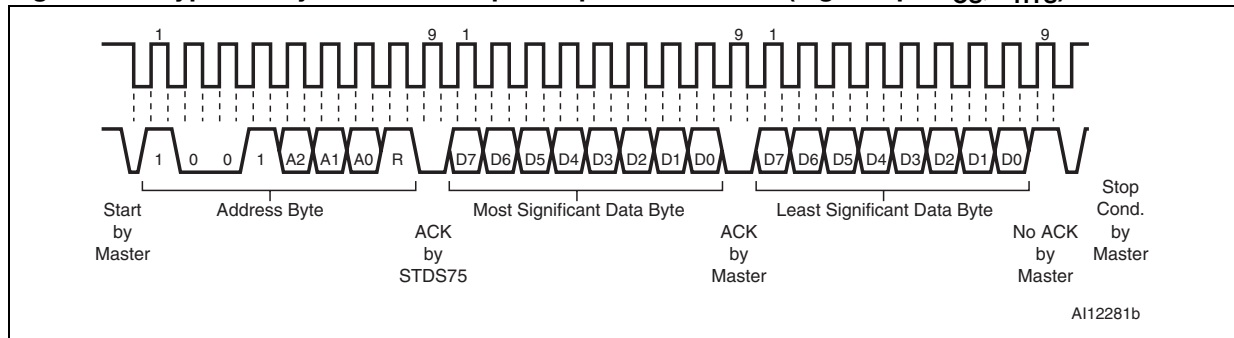 1 9 1 9 1 9
1 0 0 1 A2 A1 A0 R D7 D6 D5 D4 D3 D2 D1 D0 D7 D6 D5 D4 D3 D2 D1 D0
Start
by
Master
Address Byte
ACK
by
STDS75
Most Significant Data Byte
ACK
by
Master
Least Significant Data Byte
No ACK
by
Master
Stop
Cond.
by
Master
AI12281b